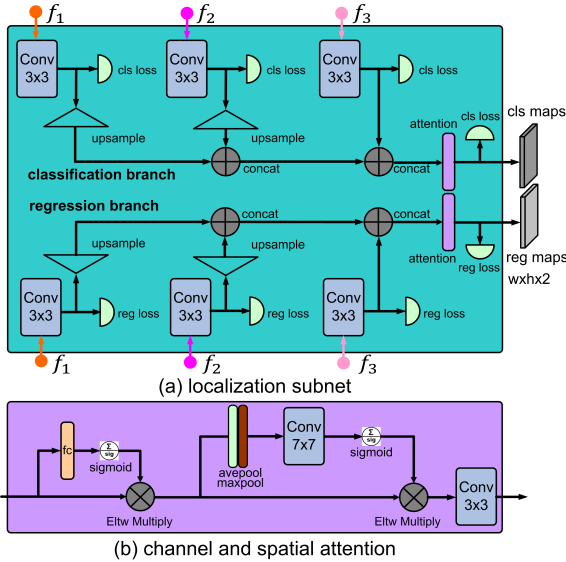 f1 f2 f3
Conv 3x3 cls loss Conv 3x3 cls loss Conv 3x3 cls loss
upsample upsample
attention cls loss cls maps
concat concat
classification branch
regression branch
concat concat
upsample upsample
attention reg loss reg maps
wxhx2
Conv 3x3 reg loss Conv 3x3 reg loss Conv 3x3 reg loss
f1 f2 f3
(a) localization subnet
fc Σ sig sigmoid
avepool
maxpool
Conv 7x7 Σ sig sigmoid
Eltw Multiply Eltw Multiply
Conv 3x3
(b) channel and spatial attention